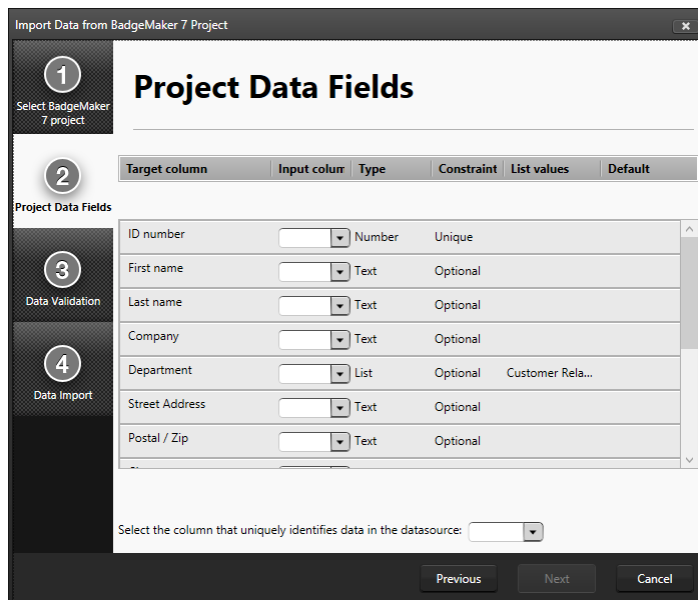 Import Data from BadgeMaker 7 Project
1
Select BadgeMaker
7 project
2
Project Data Fields
3
Data Validation
4
Data Import
Project Data Fields
Target column Input colum Type Constraint List values Default
ID number Number Unique
First name Text Optional
Last name Text Optional
Company Text Optional
Department List Optional Customer Rela...
Street Address Text Optional
Postal / Zip Text Optional
Select the column that uniquely identifies data in the datasource:
Previous Next Cancel